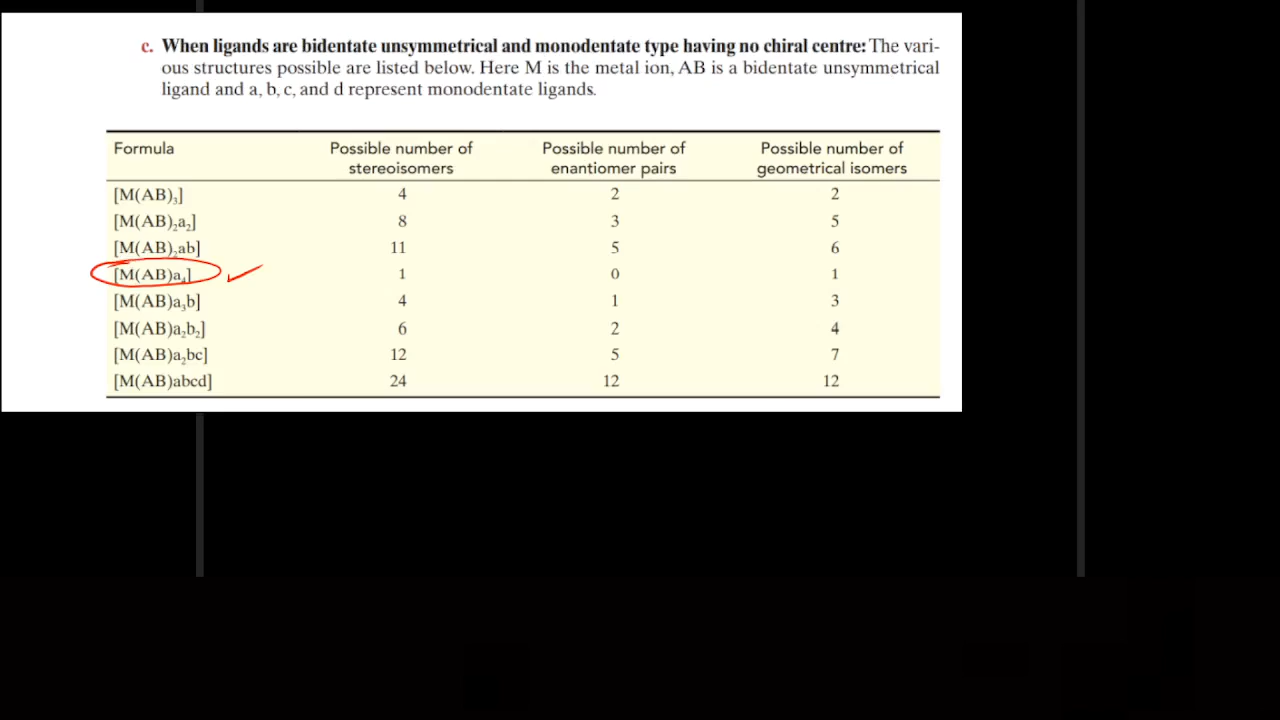 c. When ligands are bidentate unsymmetrical and monodentate type having no chiral centre: The vari-
ous structures possible are listed below. Here M is the metal ion, AB is a bidentate unsymmetrical
ligand and a, b, c, and d represent monodentate ligands.
Formula Possible number of stereoisomers Possible number of enantiomer pairs Possible number of geometrical isomers
[M(AB)₃] 4 2 2
[M(AB)₂a₂] 8 3 5
[M(AB)₂ab] 11 5 6
[M(AB)a₄] 1 0 1
[M(AB)a₃b] 4 1 3
[M(AB)a₂b₂] 6 2 4
[M(AB)a₂bc] 12 5 7
[M(AB)abcd] 24 12 12